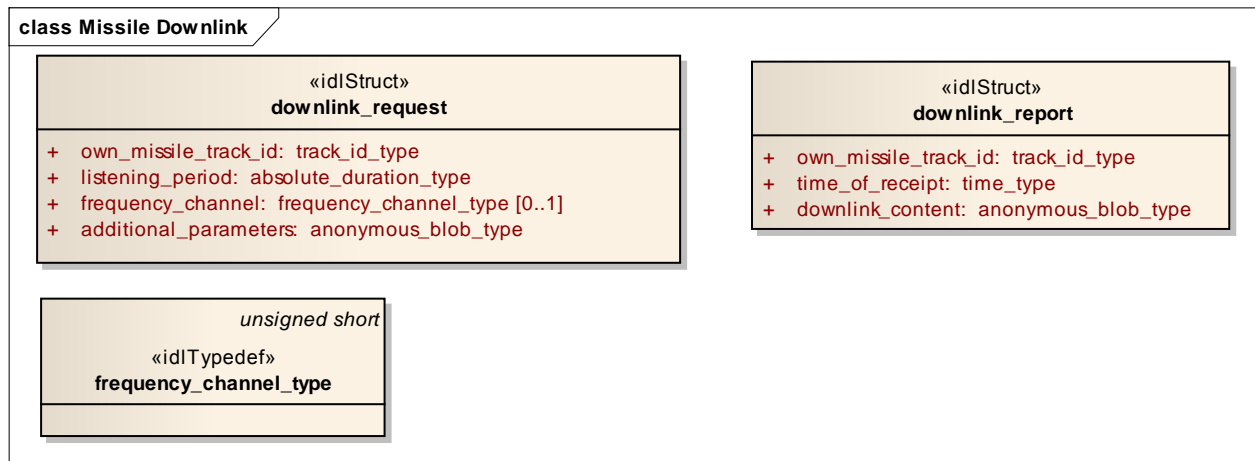 class Missile Downlink
«idlStruct»
downlink_request
+ own_missile_track_id: track_id_type
+ listening_period: absolute_duration_type
+ frequency_channel: frequency_channel_type [0..1]
+ additional_parameters: anonymous_blob_type
«idlStruct»
downlink_report
+ own_missile_track_id: track_id_type
+ time_of_receipt: time_type
+ downlink_content: anonymous_blob_type
unsigned short
«idlTypedef»
frequency_channel_type